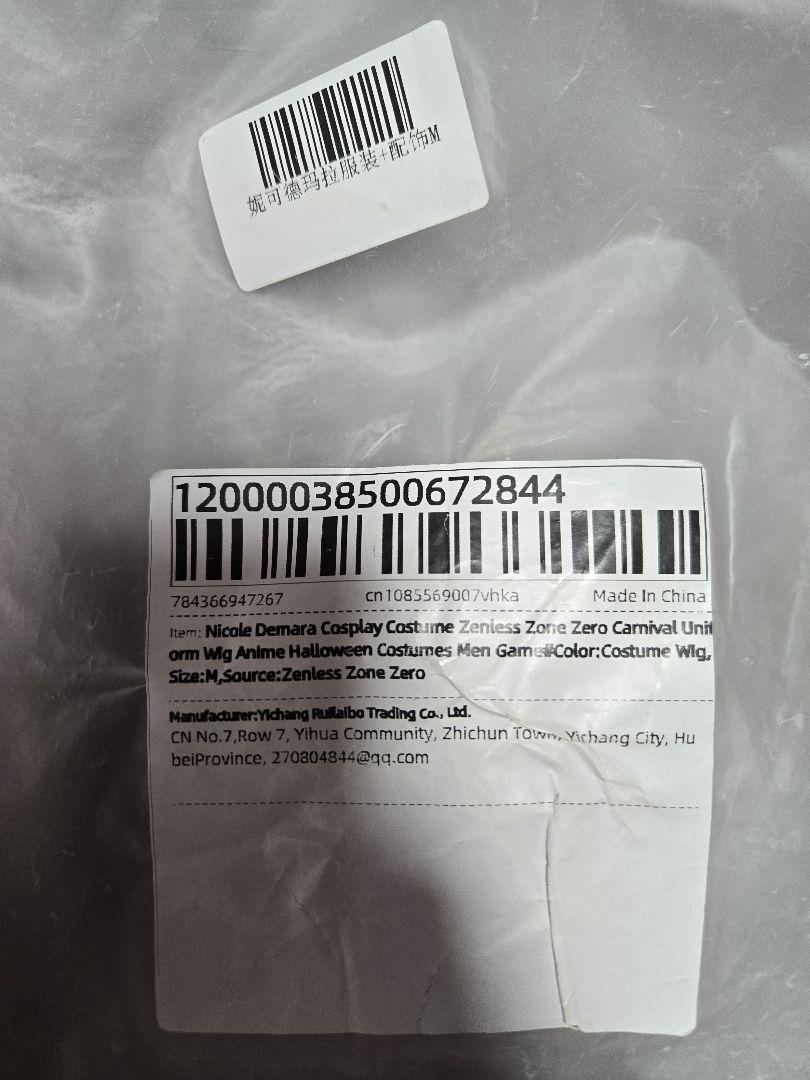 妮可德玛拉服装+配饰M
12000038500672844
784366947267 cn1085569007vhka Made In China
Item: Nicole Demara Cosplay Costume Zenless Zone Zero Carnival Unif
orm Wig Anime Halloween Costumes Men Game#Color:Costume Wig,
Size:M,Source:Zenless Zone Zero
Manufacturer:Yichang Ruilaibo Trading Co., Ltd.
CN No.7,Row 7, Yihua Community, Zhichun Town, Yichang City, Hu
beiProvince, 270804844@qq.com